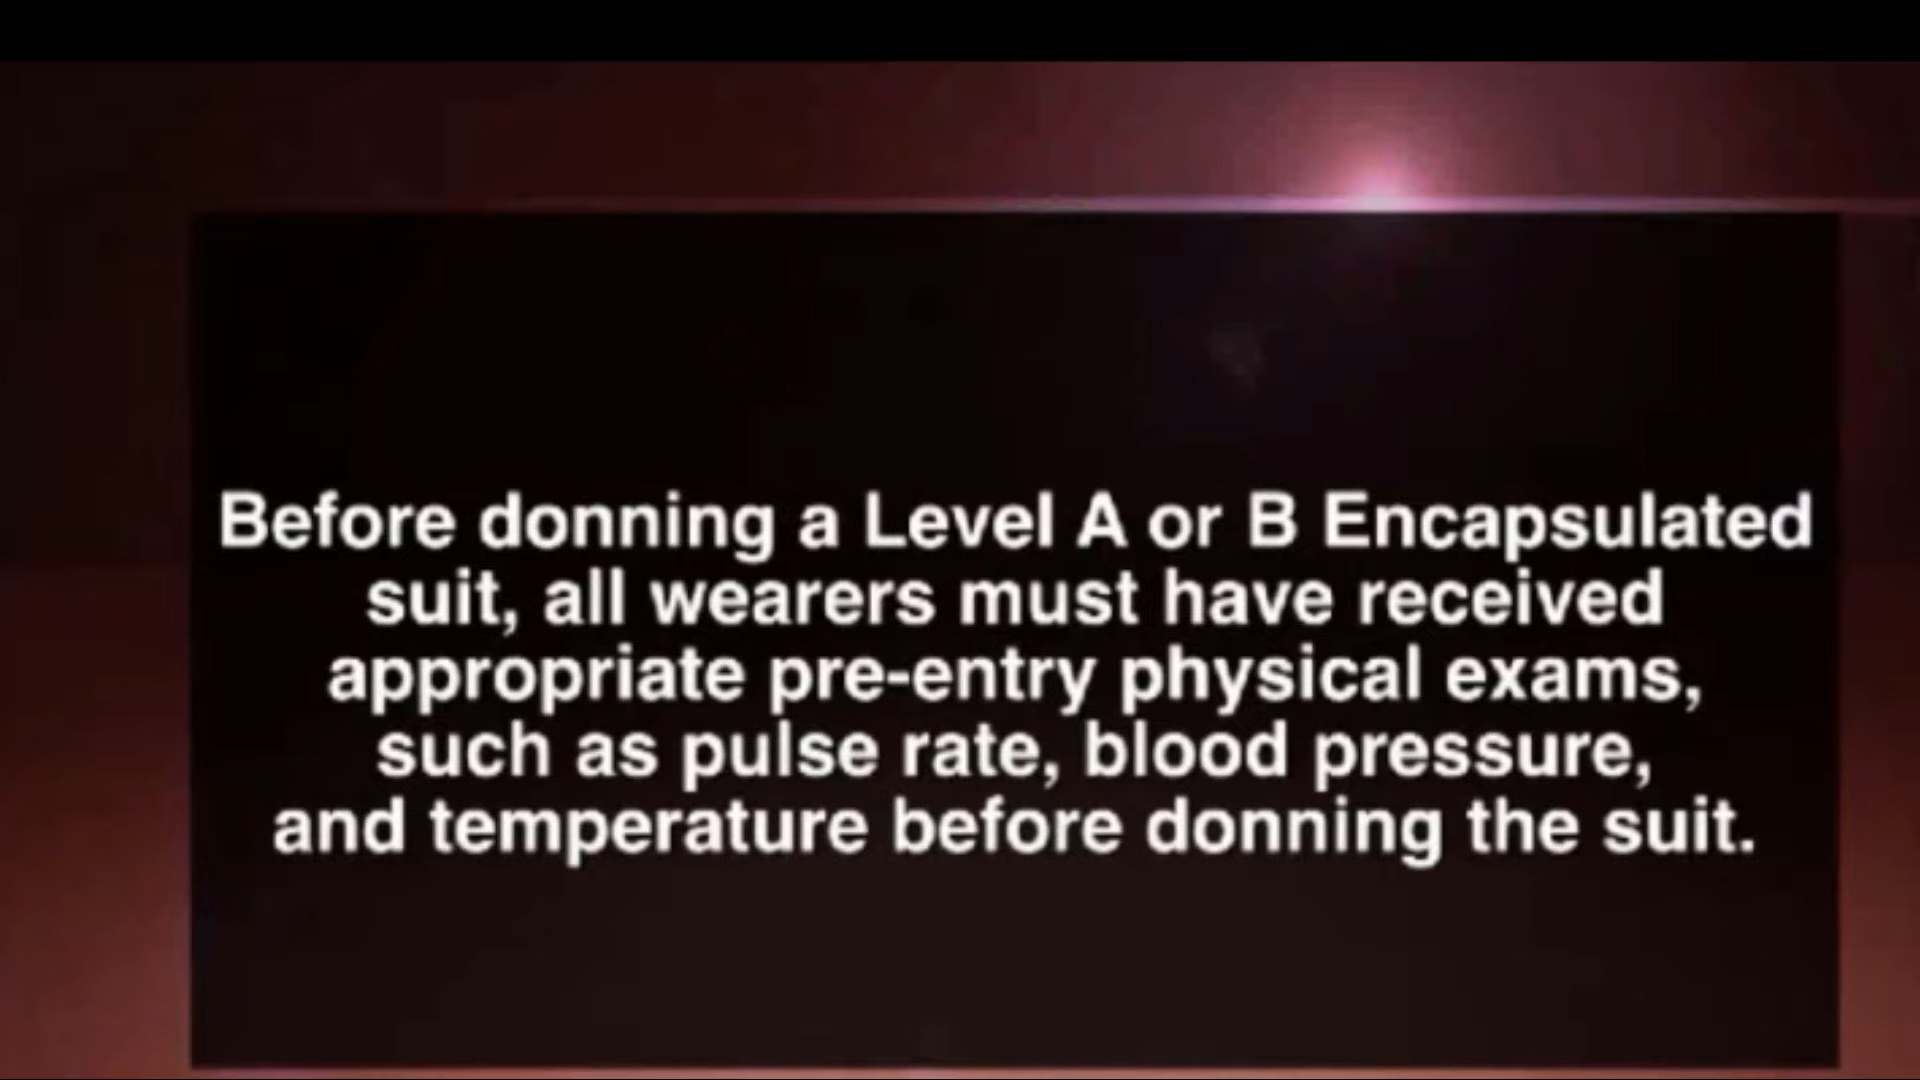 Before donning a Level A or B Encapsulated
suit, all wearers must have received
appropriate pre-entry physical exams,
such as pulse rate, blood pressure,
and temperature before donning the suit.